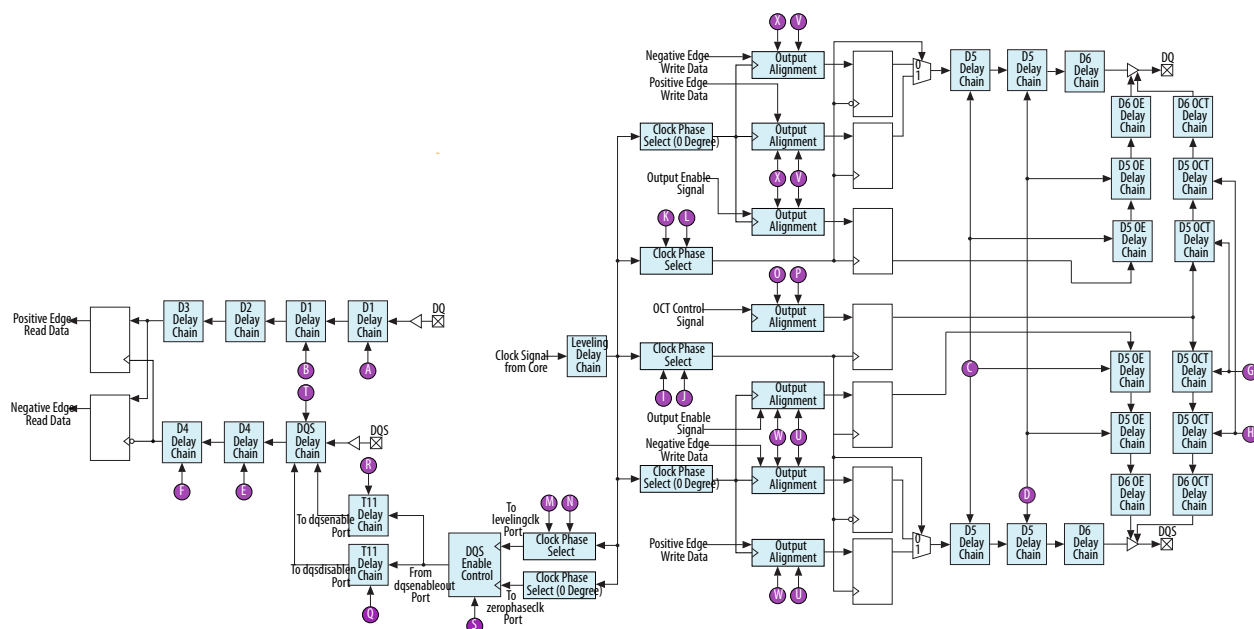 X
V
Negative Edge
Write Data
Output
Alignment
0
1
D5
Delay
Chain
D5
Delay
Chain
D6
Delay
Chain
DQ
Positive Edge
Write Data
D6 OE
Delay
Chain
D6 OCT
Delay
Chain
Clock Phase
Select (0 Degree)
Output
Alignment
X
V
Output Enable
Signal
D5 OE
Delay
Chain
D5 OCT
Delay
Chain
K
L
Output
Alignment
Clock Phase
Select
D5 OE
Delay
Chain
D5 OCT
Delay
Chain
O
P
OCT Control
Signal
Output
Alignment
Positive Edge
Read Data
D3
Delay
Chain
D2
Delay
Chain
D1
Delay
Chain
D1
Delay
Chain
DQ
B
A
T
Clock Signal
from Core
Leveling
Delay
Chain
Clock Phase
Select
I
J
D5 OE
Delay
Chain
D5 OCT
Delay
Chain
C
G
Negative Edge
Read Data
D4
Delay
Chain
D4
Delay
Chain
DQS
Delay
Chain
DQS
F
E
R
Output Enable
Signal
Output
Alignment
W
U
Negative Edge
Write Data
D5 OE
Delay
Chain
D5 OCT
Delay
Chain
H
Clock Phase
Select (0 Degree)
Output
Alignment
D6 OE
Delay
Chain
D6 OCT
Delay
Chain
D
T11
Delay
Chain
To dqsenable
Port
To
levelingclk
Port
M
N
Clock Phase
Select
0
1
D5
Delay
Chain
D5
Delay
Chain
D6
Delay
Chain
DQS
Positive Edge
Write Data
Output
Alignment
W
U
T11
Delay
Chain
To dqsdisablen
Port
From
dqsenableout
Port
DQS
Enable
Control
Clock Phase
Select (0 Degree)
To
zerophaseclk
Port
Q
S